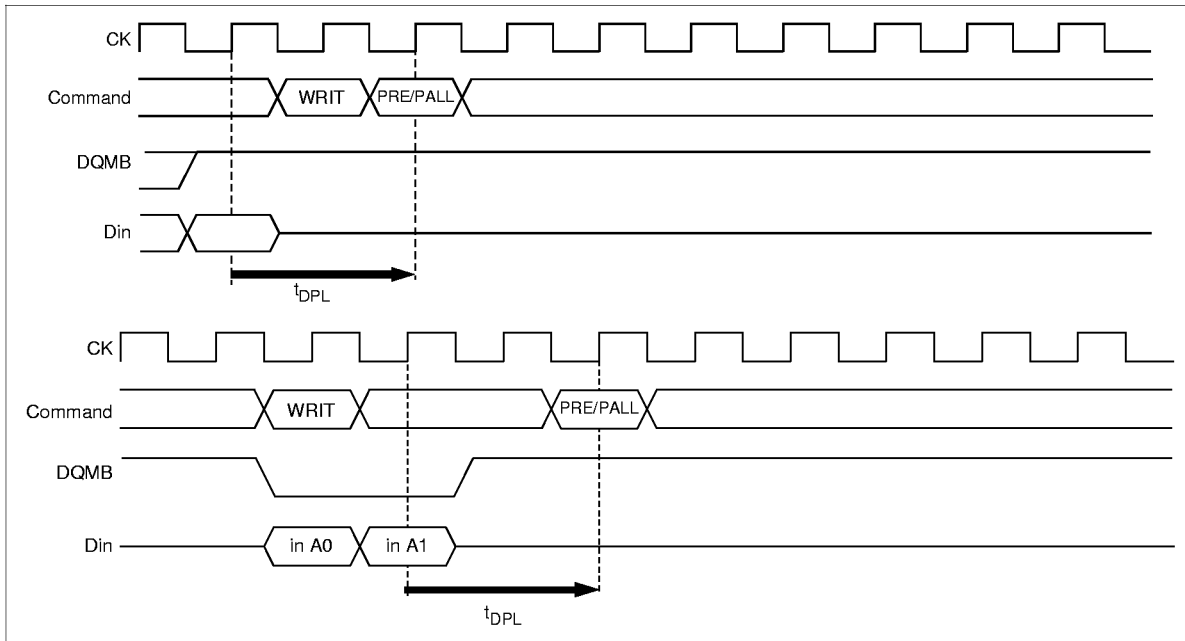 CK
Command WRIT PRE/PALL
DQMB
Din
tDPL
CK
Command WRIT PRE/PALL
DQMB
Din in A0 in A1
tDPL